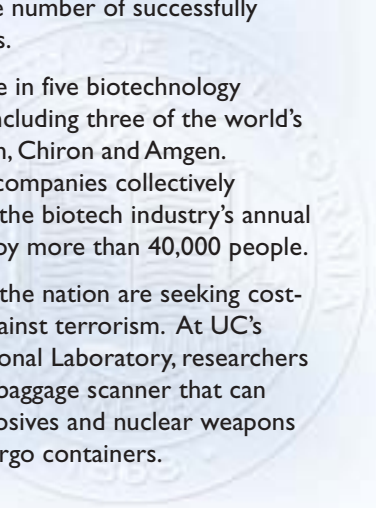 number of successfully
s.
e in five biotechnology
ncluding three of the world's
n, Chiron and Amgen.
companies collectively
the biotech industry's annual
oy more than 40,000 people.
the nation are seeking cost-
ainst terrorism. At UC's
onal Laboratory, researchers
baggage scanner that can
osives and nuclear weapons
rgo containers.